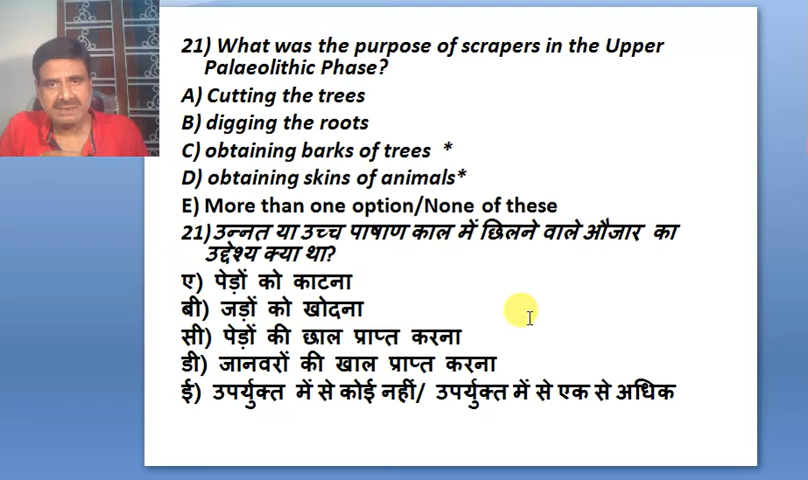 21) What was the purpose of scrapers in the Upper
Palaeolithic Phase?
A) Cutting the trees
B) digging the roots
C) obtaining barks of trees *
D) obtaining skins of animals*
E) More than one option/None of these
21)उन्नत या उच्च पाषाण काल में छिलने वाले औजार का
उद्देश्य क्या था?
ए) पेड़ों को काटना
बी) जड़ों को खोदना
सी) पेड़ों की छाल प्राप्त करना
डी) जानवरों की खाल प्राप्त करना
ई) उपर्युक्त में से कोई नहीं/ उपर्युक्त में से एक से अधिक